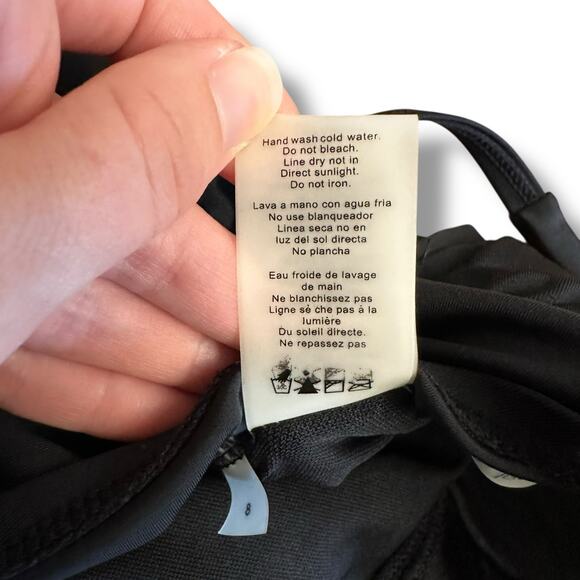 Hand wash cold water.
Do not bleach.
Line dry not in
Direct sunlight.
Do not iron.
Lava a mano con agua fria
No use blanqueador
Linea seca no en
luz del sol directa
No plancha
Eau froide de lavage
de main
Ne blanchissez pas
Ligne sé che pas à la
lumière
Du soleil directe.
Ne repassez pas
8